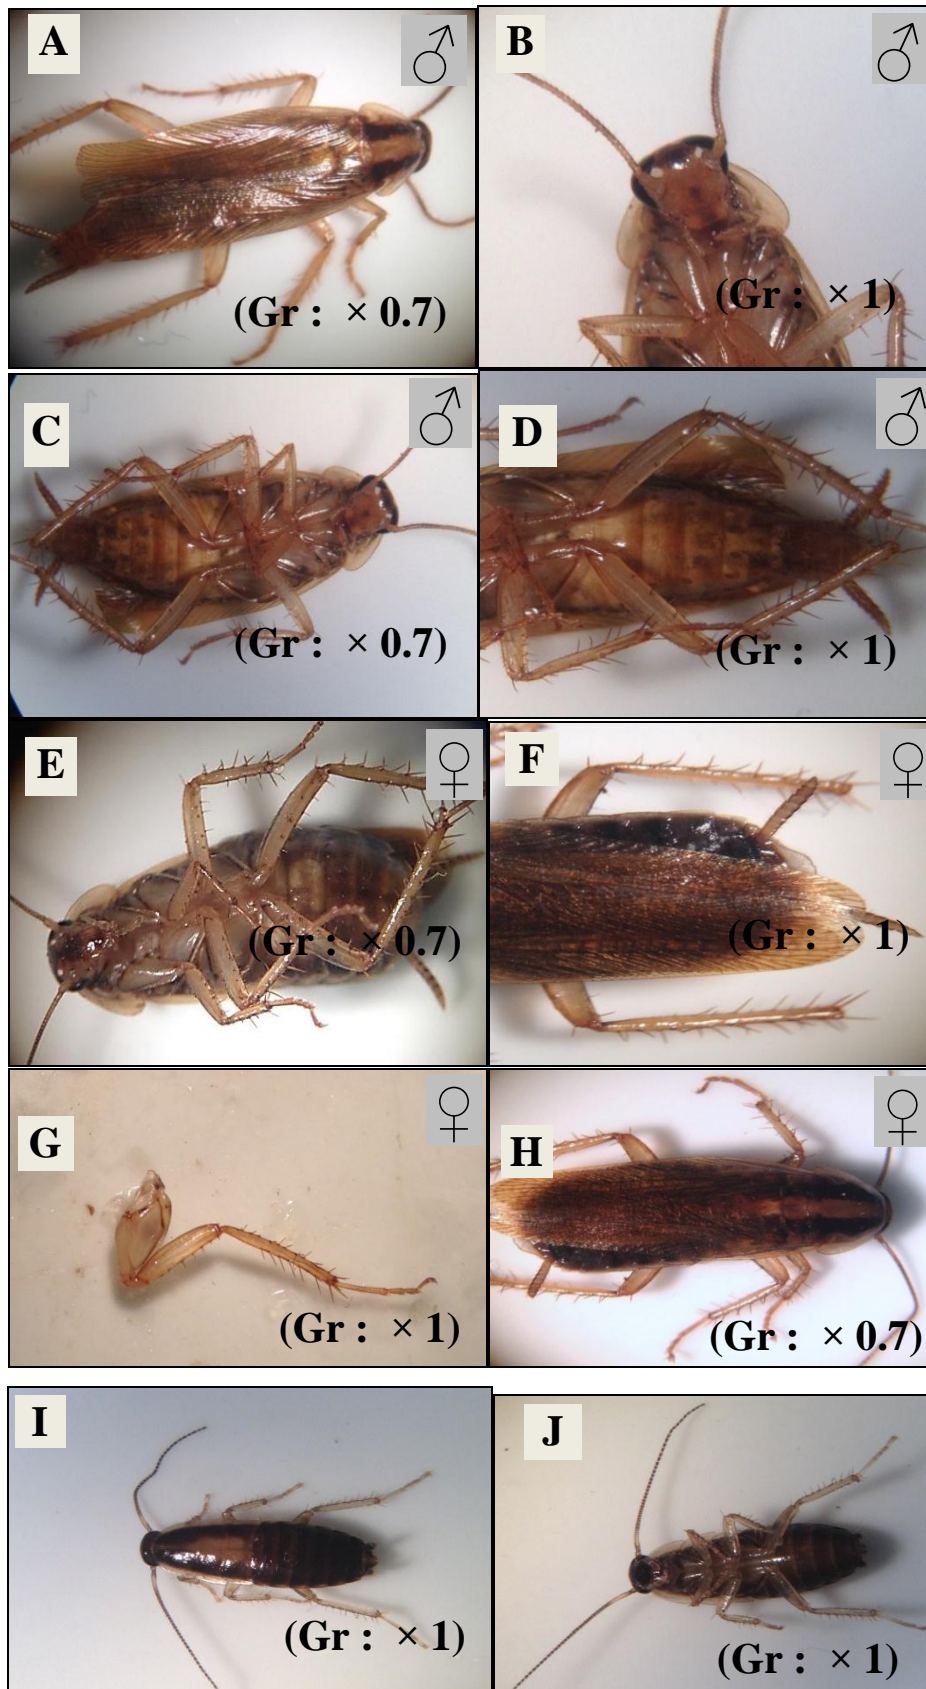 A
♂
(Gr : × 0.7)
B
♂
(Gr : × 1)
C
♂
(Gr : × 0.7)
D
♂
(Gr : × 1)
E
♀
(Gr : × 0.7)
F
♀
(Gr : × 1)
G
♀
(Gr : × 1)
H
♀
(Gr : × 0.7)
I
(Gr : × 1)
J
(Gr : × 1)